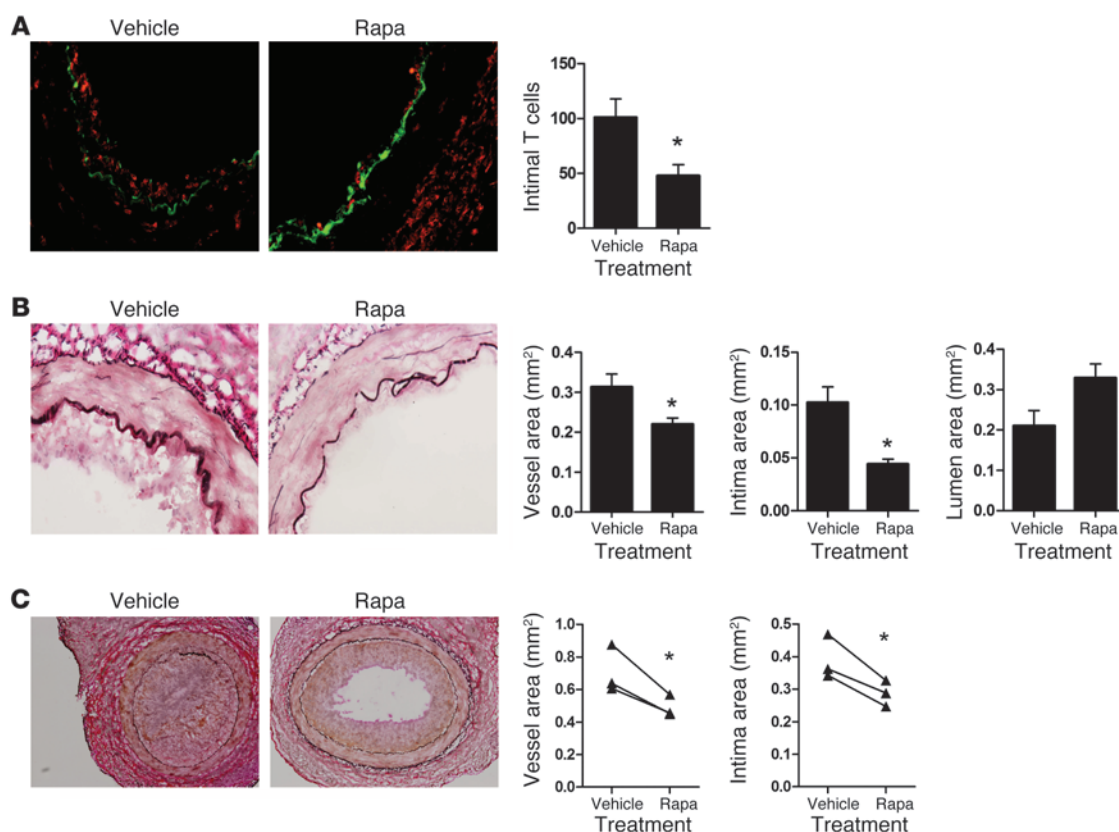 A
Vehicle Rapa
Intimal T cells
150
100
50
0
Vehicle Rapa
Treatment
B
Vehicle Rapa
Vessel area (mm²)
0.4
0.3
0.2
0.1
0.0
Vehicle Rapa
Treatment
*
Intima area (mm²)
0.15
0.10
0.05
0.00
Vehicle Rapa
Treatment
*
Lumen area (mm²)
0.4
0.3
0.2
0.1
0.0
Vehicle Rapa
Treatment
C
Vehicle Rapa
Vessel area (mm²)
1.0
0.8
0.6
0.4
0.2
0.0
Vehicle Rapa
Treatment
*
Intima area (mm²)
0.5
0.4
0.3
0.2
0.1
0.0
Vehicle Rapa
Treatment
*